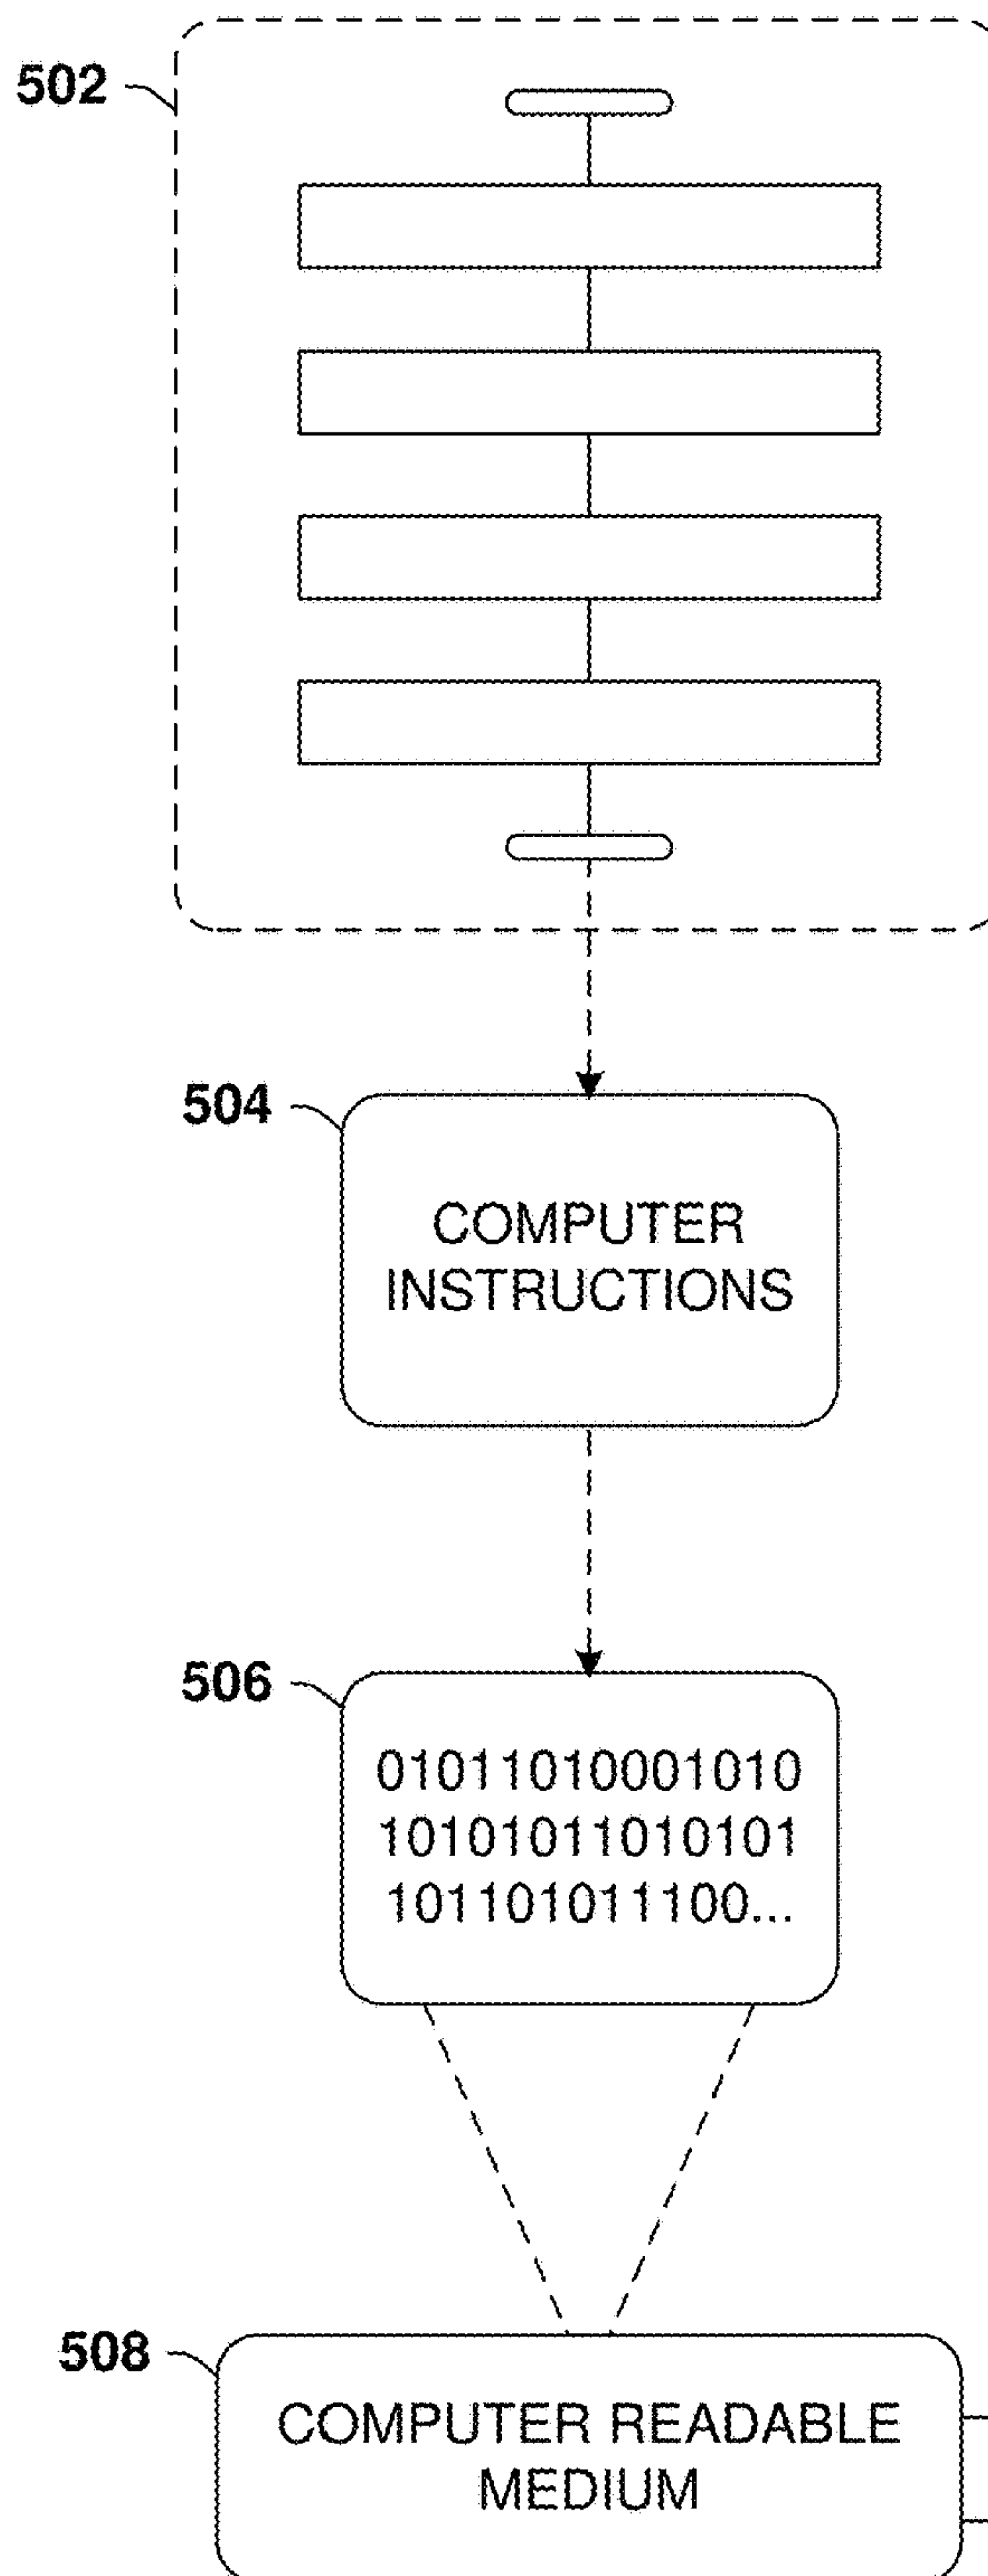 502
504
COMPUTER
INSTRUCTIONS
506
01011010001010
10101011010101
101101011100...
508
COMPUTER READABLE
MEDIUM